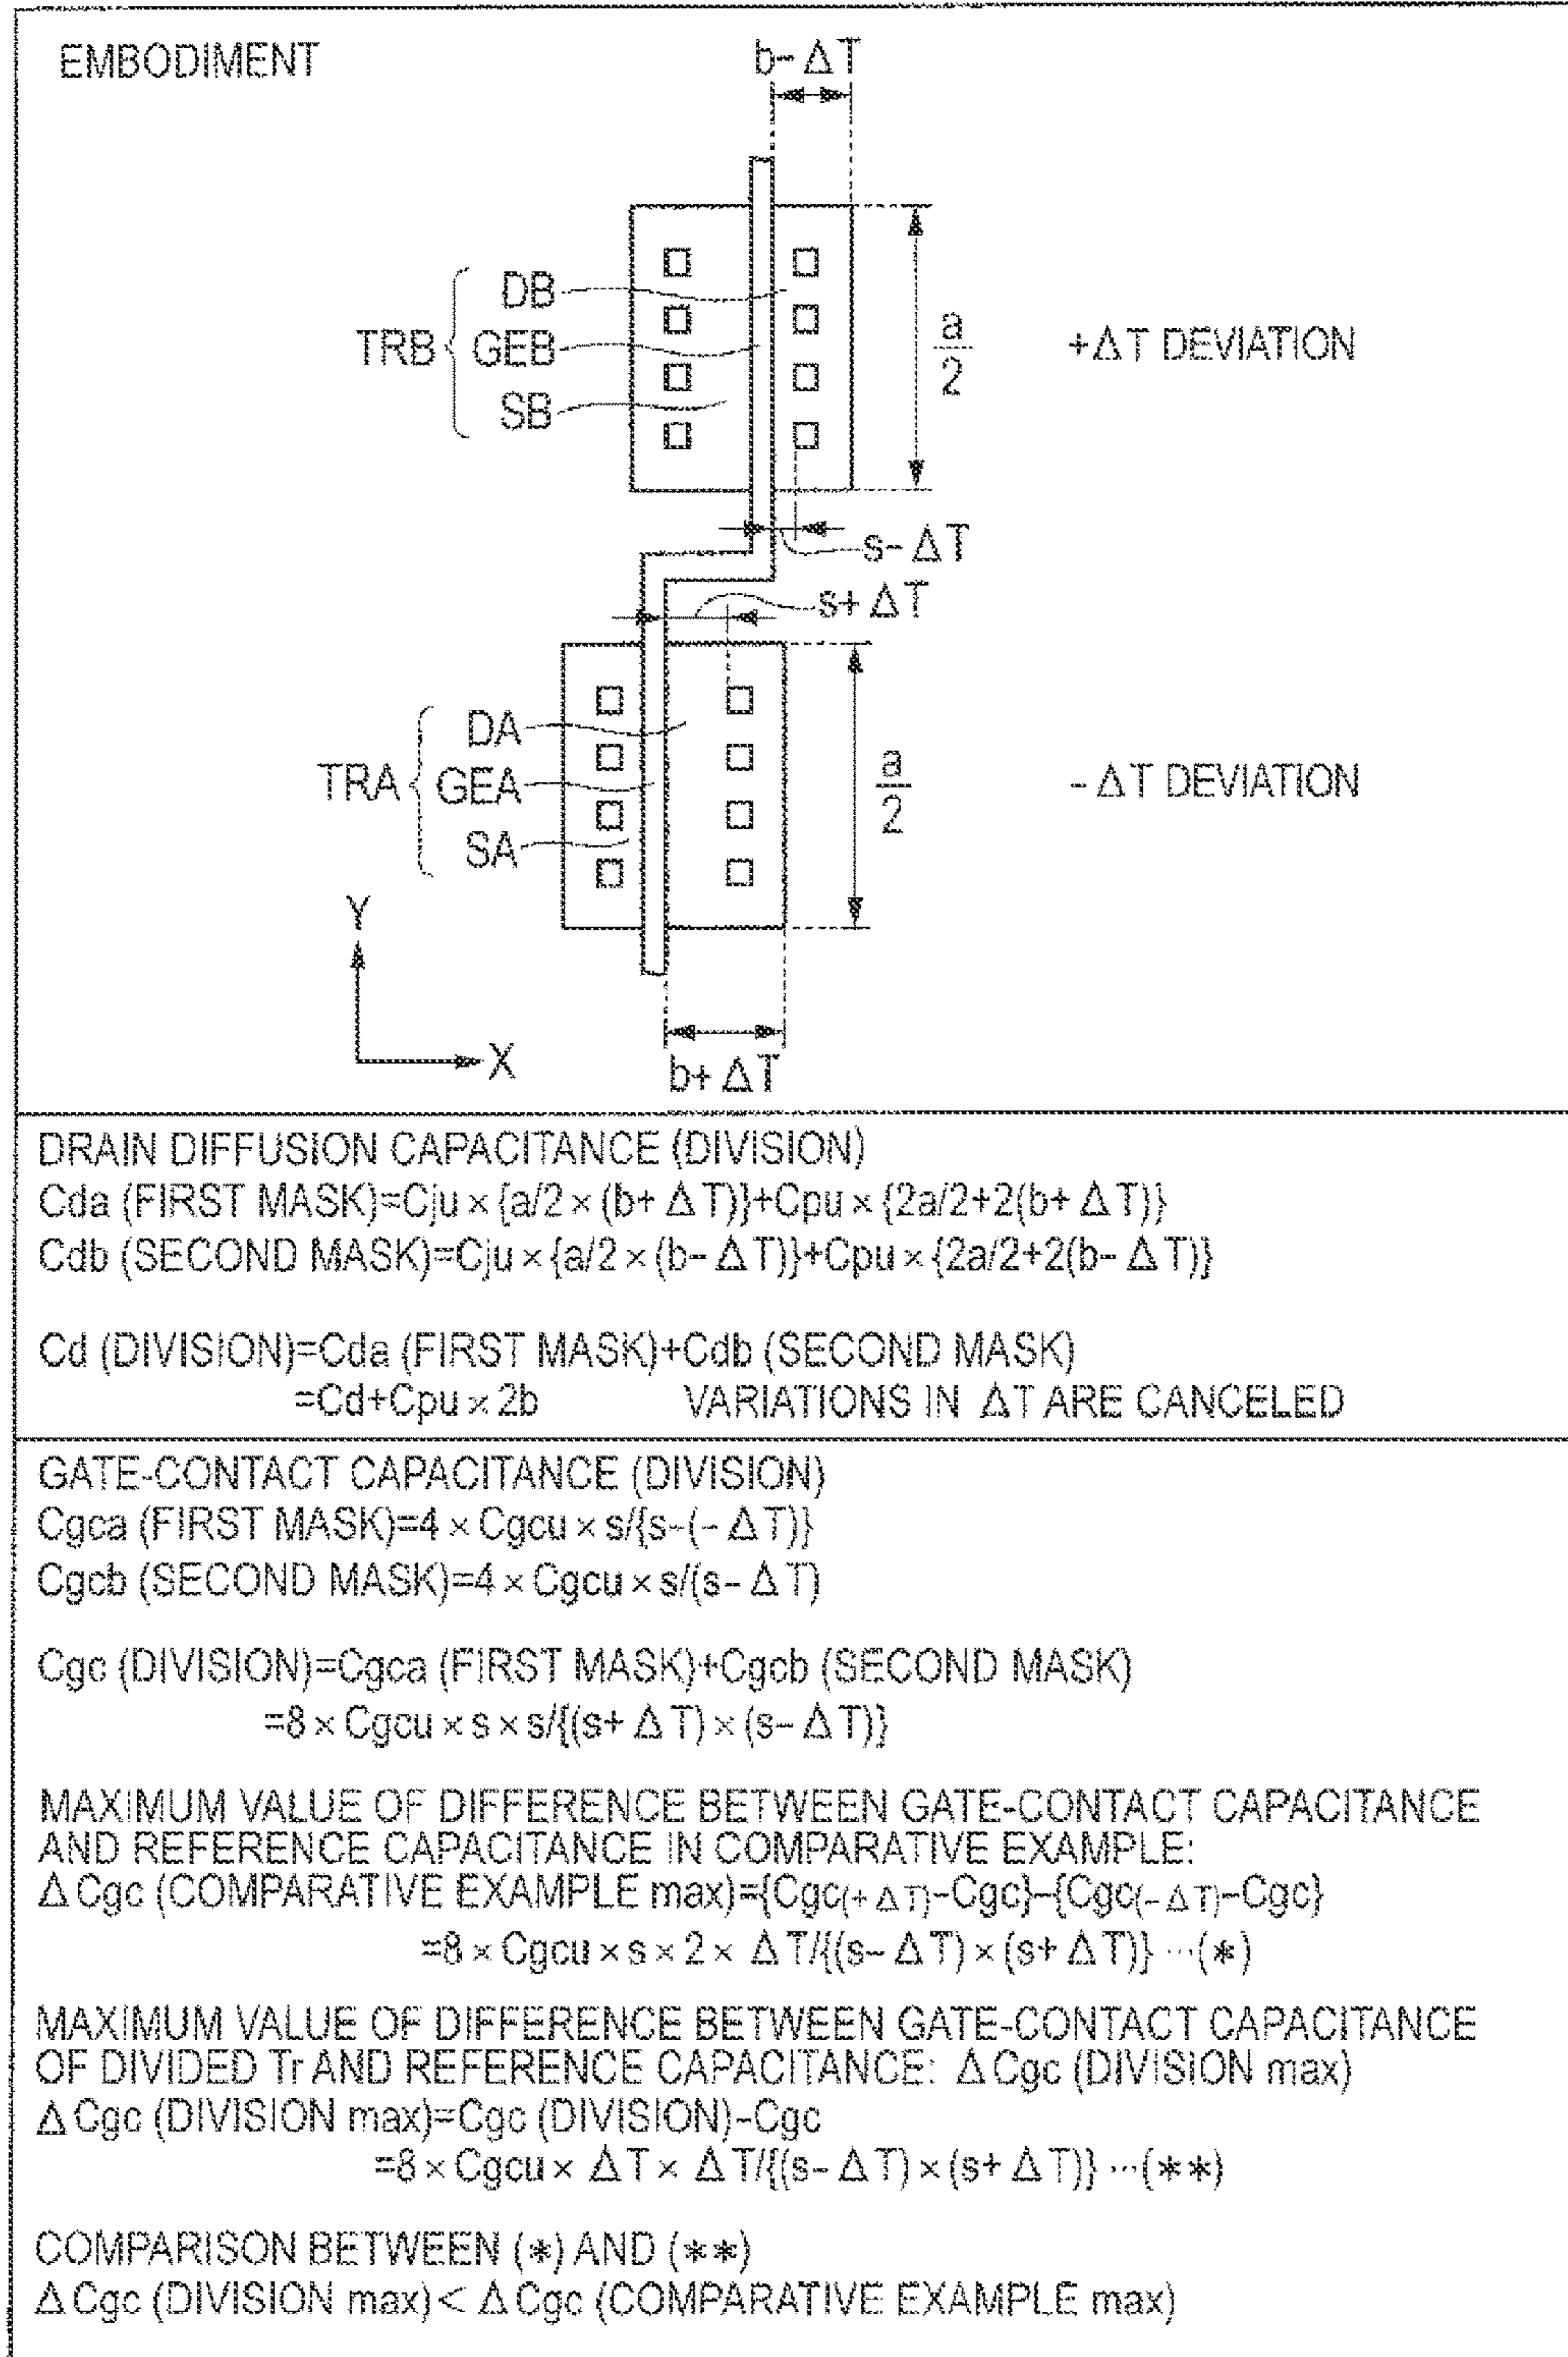 EMBODIMENT
b- ΔT
DB
TRB { GEB
SB
a/2
+ΔT DEVIATION
s- ΔT
s+ ΔT
DA
TRA { GEA
SA
a/2
- ΔT DEVIATION
Y
X
b+ ΔT
DRAIN DIFFUSION CAPACITANCE (DIVISION)
Cda (FIRST MASK)=Cju × {a/2 × (b+ ΔT)}+Cpu × {2a/2+2(b+ ΔT)}
Cdb (SECOND MASK)=Cju × {a/2 × (b- ΔT)}+Cpu × {2a/2+2(b- ΔT)}
Cd (DIVISION)=Cda (FIRST MASK)+Cdb (SECOND MASK)
=Cd+Cpu × 2b VARIATIONS IN ΔT ARE CANCELED
GATE-CONTACT CAPACITANCE (DIVISION)
Cgca (FIRST MASK)=4 × Cgcu × s/{s-(- ΔT)}
Cgcb (SECOND MASK)=4 × Cgcu × s/(s- ΔT)
Cgc (DIVISION)=Cgca (FIRST MASK)+Cgcb (SECOND MASK)
=8 × Cgcu × s × s/{(s+ ΔT) × (s- ΔT)}
MAXIMUM VALUE OF DIFFERENCE BETWEEN GATE-CONTACT CAPACITANCE
AND REFERENCE CAPACITANCE IN COMPARATIVE EXAMPLE:
ΔCgc (COMPARATIVE EXAMPLE max)={Cgc(+ ΔT)-Cgc}-{Cgc(- ΔT)-Cgc}
=8 × Cgcu × s × 2 × ΔT/{(s- ΔT) × (s+ ΔT)} ···(*)
MAXIMUM VALUE OF DIFFERENCE BETWEEN GATE-CONTACT CAPACITANCE
OF DIVIDED Tr AND REFERENCE CAPACITANCE: ΔCgc (DIVISION max)
ΔCgc (DIVISION max)=Cgc (DIVISION)-Cgc
=8 × Cgcu × ΔT × ΔT/{(s- ΔT) × (s+ ΔT)} ···(**)
COMPARISON BETWEEN (*) AND (**)
ΔCgc (DIVISION max) < ΔCgc (COMPARATIVE EXAMPLE max)